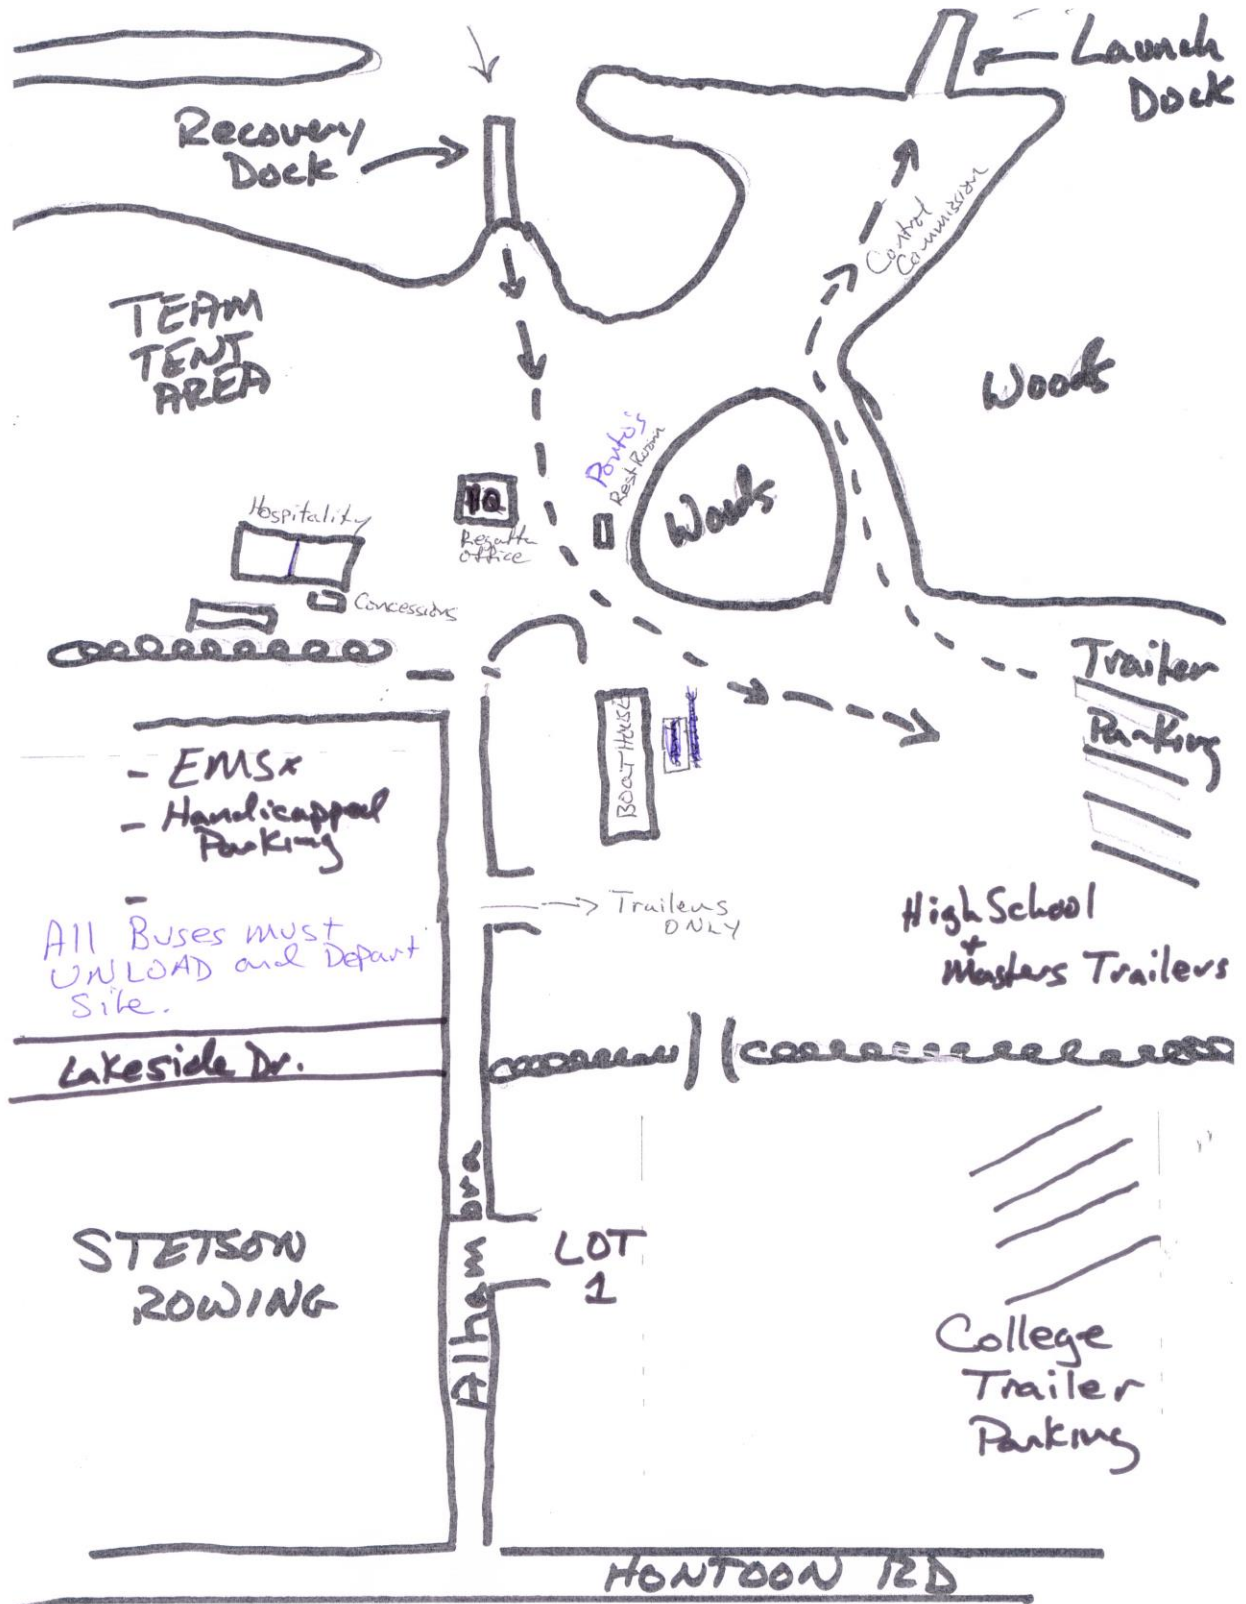 Launch
Dock
Recovery
Dock
Control
Commission
TEAM
TENT
AREA
Woods
Porto's
Rest Room
Woods
HQ
Regatta
office
Hospitality
Concessions
Trailer
Parking
BOATHOUSE
- EMS &
- Handicapped
Parking
-
Trailers
ONLY
High School
+
Masters Trailers
All Buses must
UNLOAD and Depart
Site.
Lakeside Dr.
Alhambra
STETSON
ROWING
LOT
1
College
Trailer
Parking
HONTOON RD